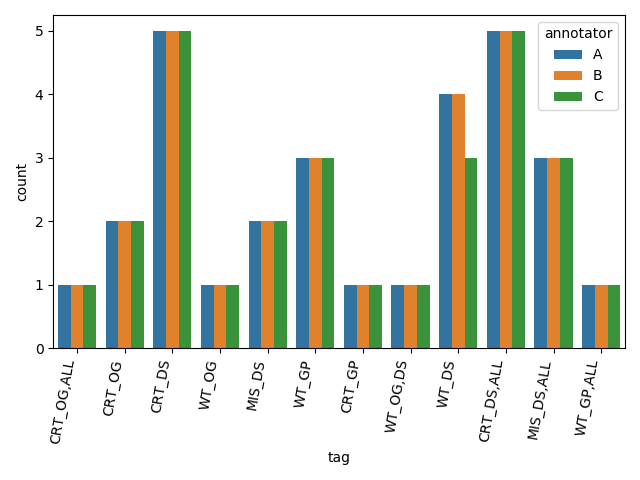 annotator
A
B
C
count
5
4
3
2
1
0
CRT_OG,ALL
CRT_OG
CRT_DS
WT_OG
MIS_DS
WT_GP
CRT_GP
WT_OG,DS
WT_DS
CRT_DS,ALL
MIS_DS,ALL
WT_GP,ALL
tag